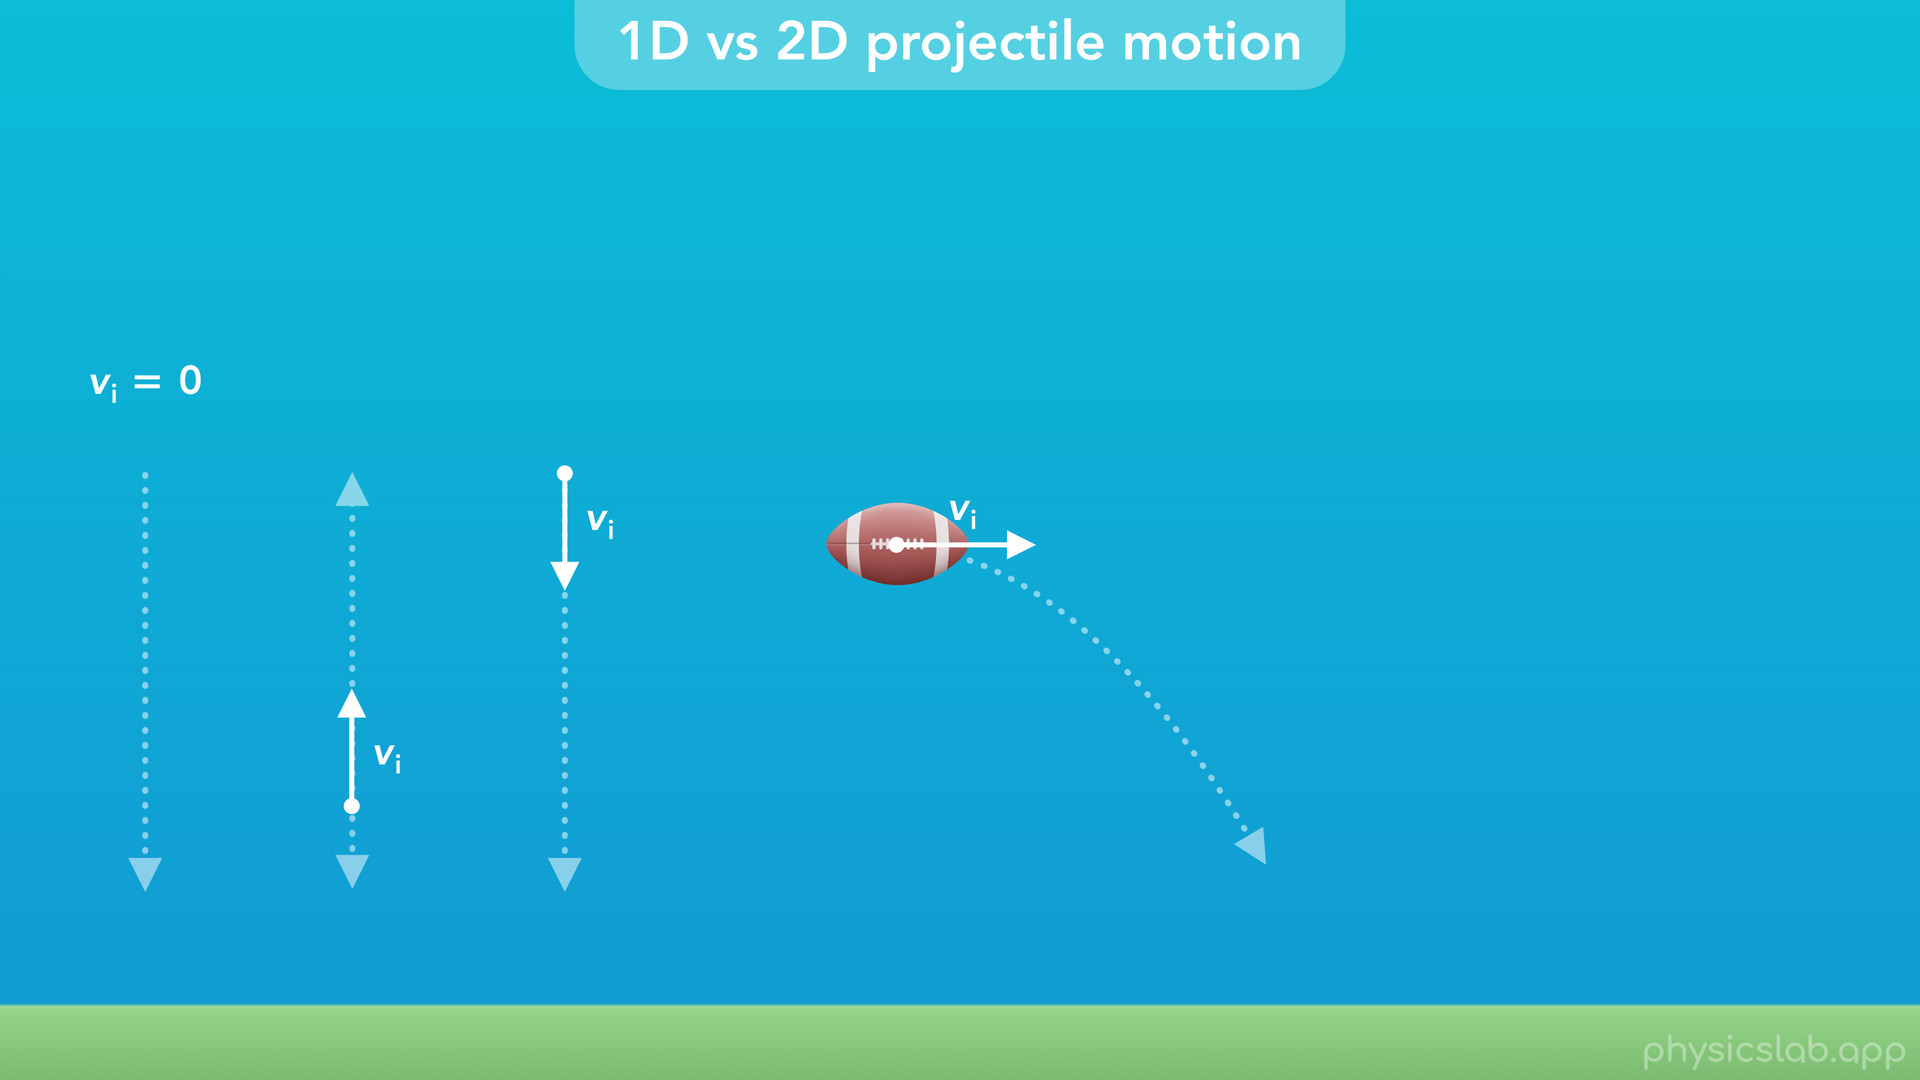 1D vs 2D projectile motion
vi = 0
vi
vi
vi
physicslab.app